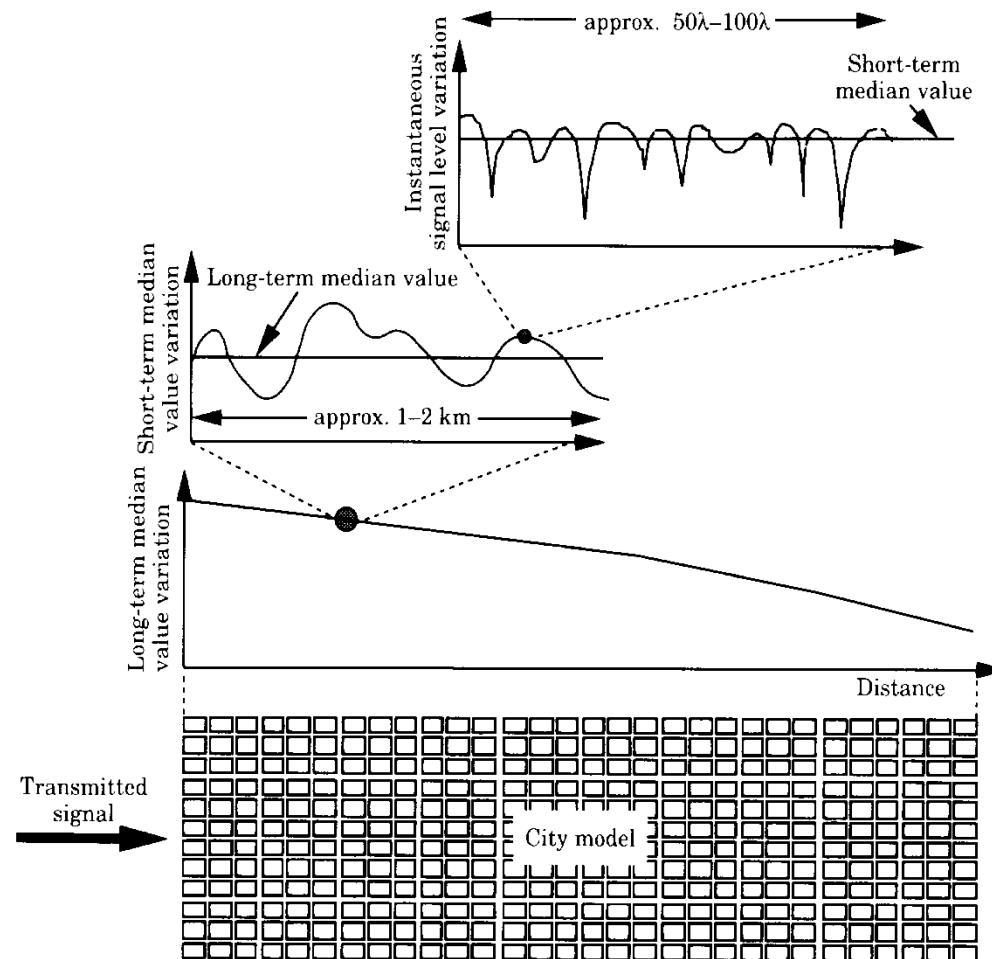 approx. 50λ–100λ
Instantaneous
signal level variation
Short-term
median value
Short-term median
value variation
Long-term median value
approx. 1–2 km
Long-term median
value variation
Distance
Transmitted
signal
City model